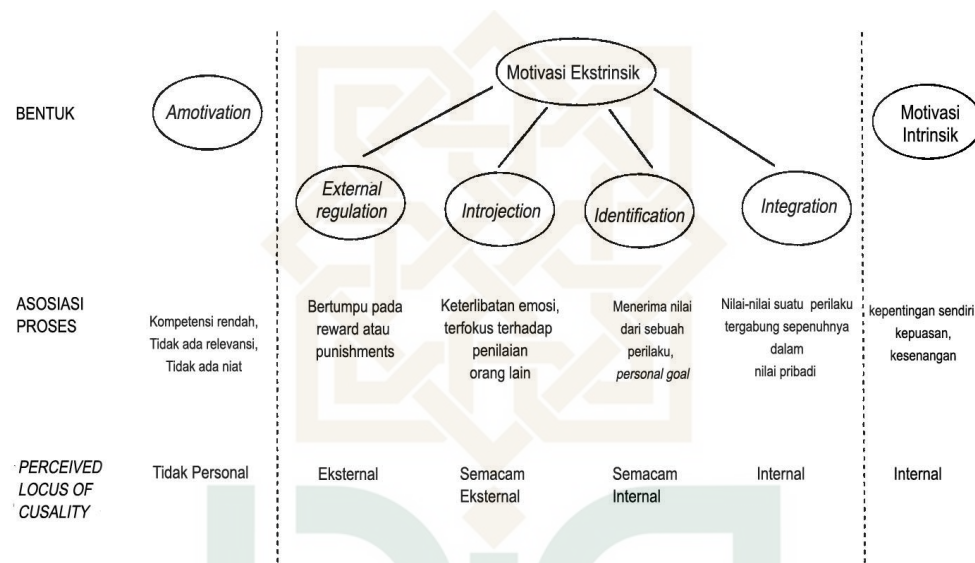 Motivasi Ekstrinsik
BENTUK
Amotivation
Motivasi
Intrinsik
External
regulation
Introjection
Identification
Integration
ASOSIASI
PROSES
Kompetensi rendah,
Tidak ada relevansi,
Tidak ada niat
Bertumpu pada
reward atau
punishments
Keterlibatan emosi,
terfokus terhadap
penilaian
orang lain
Menerima nilai
dari sebuah
perilaku,
personal goal
Nilai-nilai suatu perilaku
tergabung sepenuhnya
dalam
nilai pribadi
kepentingan sendiri
kepuasan,
kesenangan
PERCEIVED
LOCUS OF
CUSALITY
Tidak Personal
Eksternal
Semacam
Eksternal
Semacam
Internal
Internal
Internal